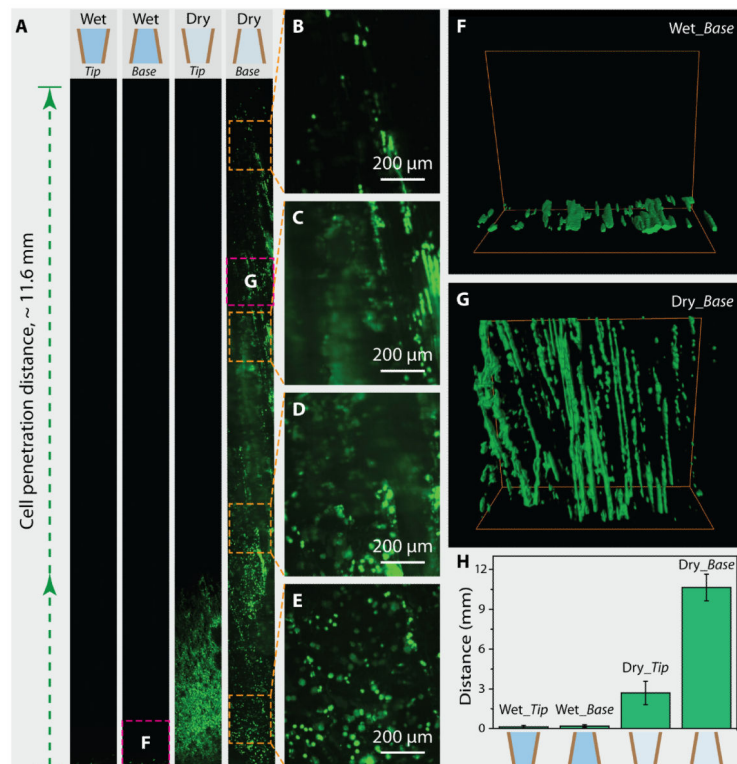 A
Wet
Wet
Dry
Dry
Tip
Base
Tip
Base
Cell penetration distance, ~ 11.6 mm
F
G
B
200 μm
C
200 μm
D
200 μm
E
200 μm
F
Wet_Base
G
Dry_Base
H
Distance (mm)
12
9
6
3
0
Wet_Tip
Wet_Base
Dry_Tip
Dry_Base